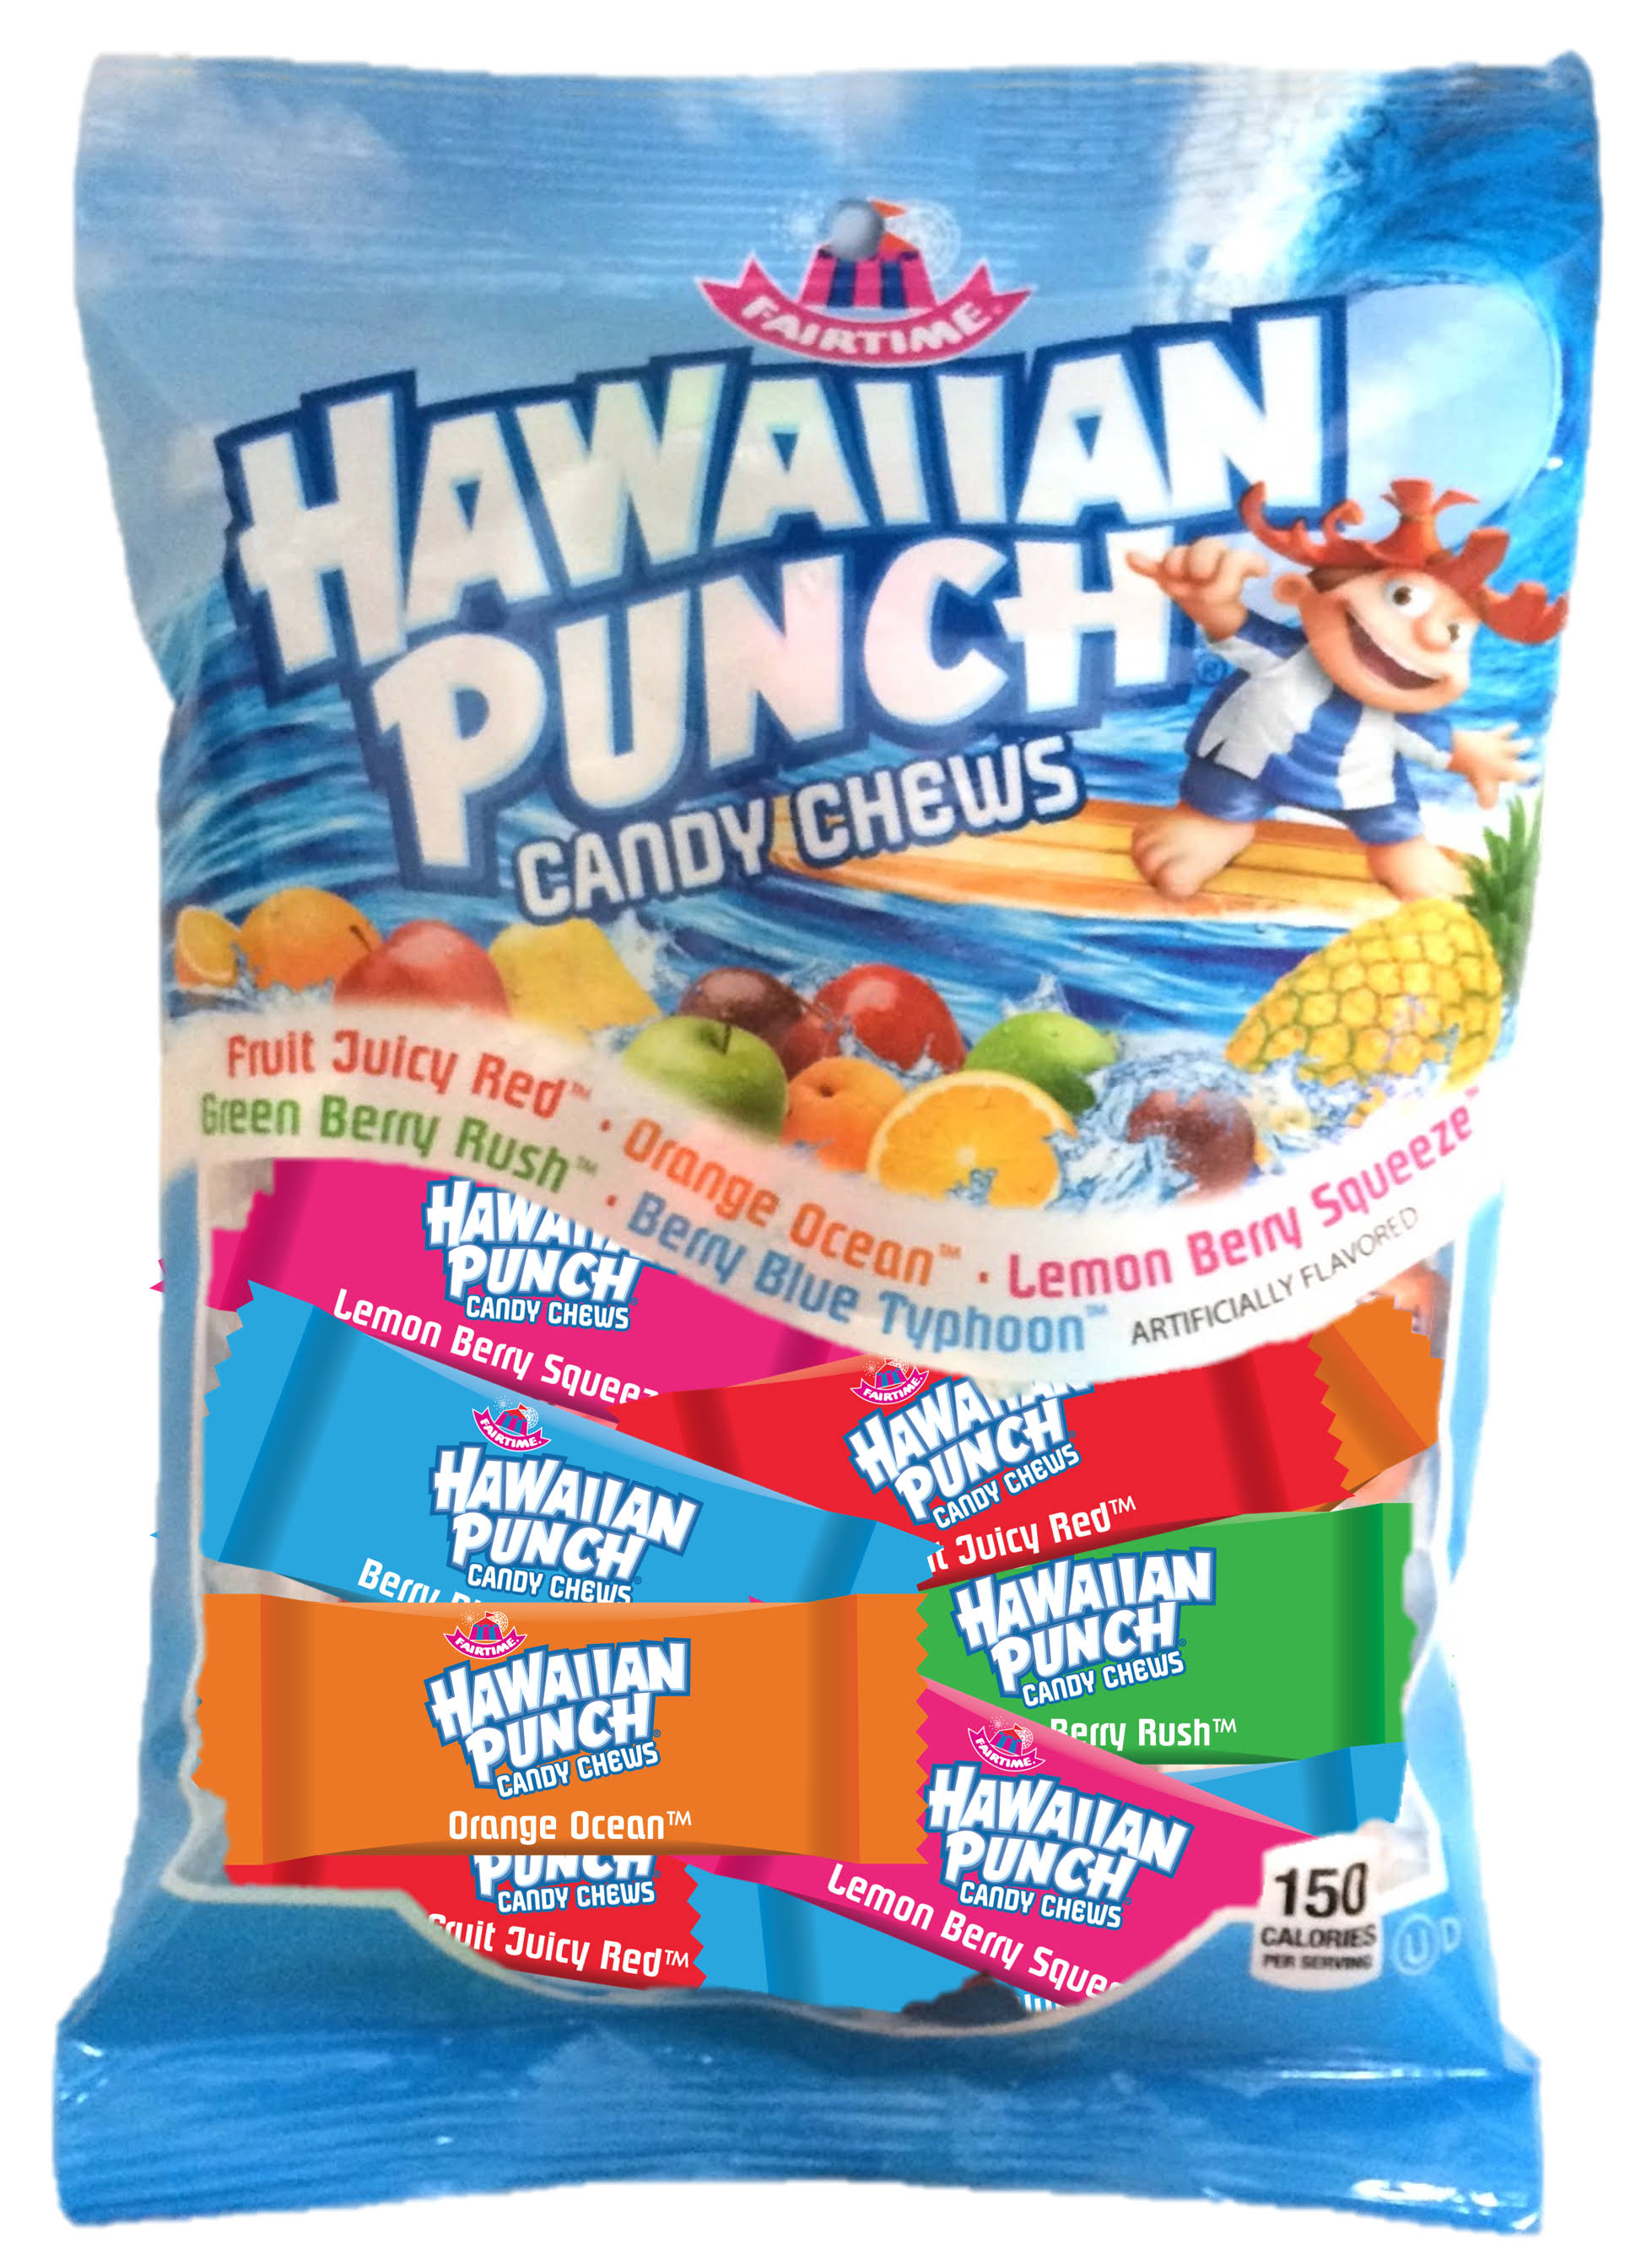 FAIRTIME®
HAWAIIAN
PUNCH®
CANDY CHEWS
Fruit Juicy Red™ · Orange Ocean™ · Lemon Berry Squeeze™
Green Berry Rush™ · Berry Blue Typhoon™
ARTIFICIALLY FLAVORED
PUNCH
CANDY CHEWS
Lemon Berry
FAIRTIME®
PUNCH
CANDY CHEWS
Juicy Red™
FAIRTIME®
HAWAIIAN
PUNCH
CANDY CHEWS
Berry
HAWAIIAN
PUNCH®
CANDY CHEWS
Berry Rush™
FAIRTIME®
HAWAIIAN
PUNCH®
CANDY CHEWS
Orange Ocean™
FAIRTIME®
HAWAIIAN
PUNCH
CANDY CHEWS
Lemon Berry
PUNCH
CANDY CHEWS
Fruit Juicy Red™
150
CALORIES
PER SERVING
U D